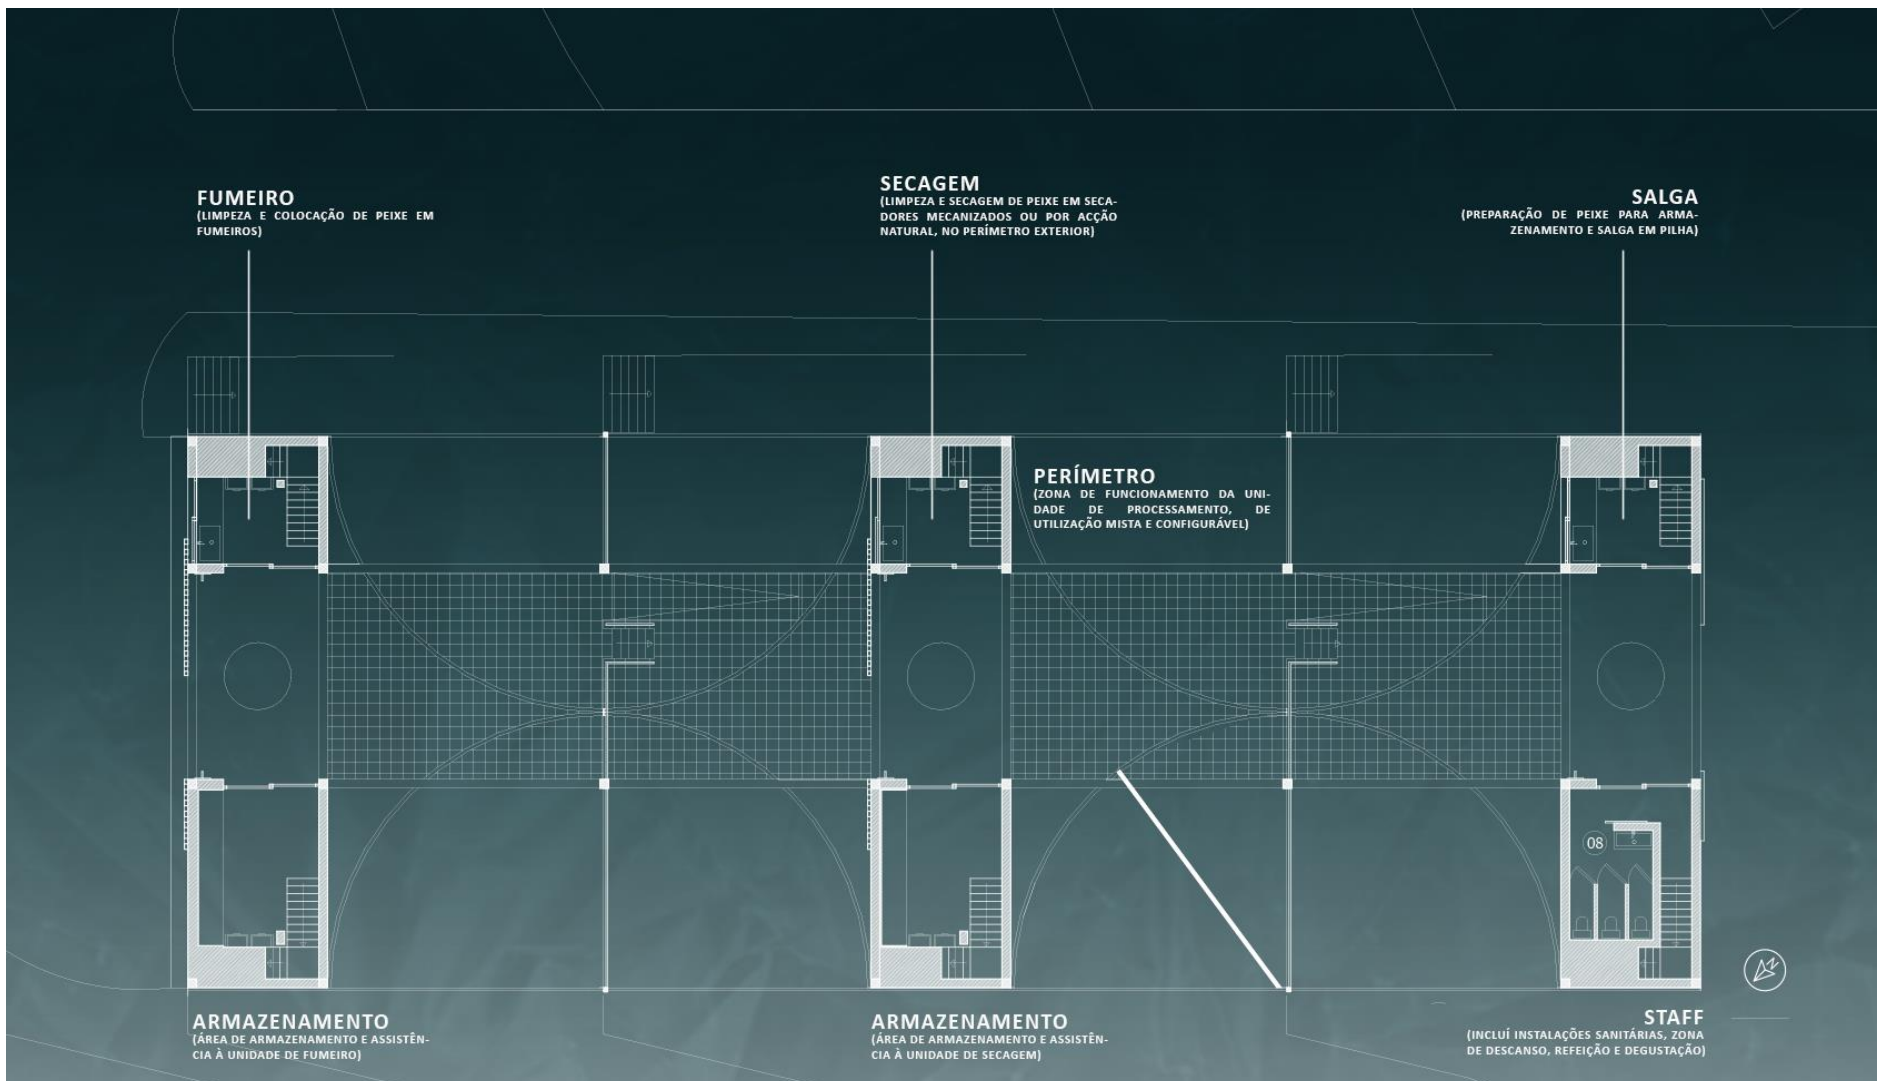 FUMEIRO
(LIMPEZA E COLOCAÇÃO DE PEIXE EM
FUMEIROS)
SECAGEM
(LIMPEZA E SECAGEM DE PEIXE EM SECA-
DORES MECANIZADOS OU POR ACÇÃO
NATURAL, NO PERÍMETRO EXTERIOR)
SALGA
(PREPARAÇÃO DE PEIXE PARA ARMA-
ZENAMENTO E SALGA EM PILHA)
PERÍMETRO
(ZONA DE FUNCIONAMENTO DA UNI-
DADE DE PROCESSAMENTO, DE
UTILIZAÇÃO MISTA E CONFIGURÁVEL)
08
N
ARMAZENAMENTO
(ÁREA DE ARMAZENAMENTO E ASSISTÊN-
CIA À UNIDADE DE FUMEIRO)
ARMAZENAMENTO
(ÁREA DE ARMAZENAMENTO E ASSISTÊN-
CIA À UNIDADE DE SECAGEM)
STAFF
(INCLUÍ INSTALAÇÕES SANITÁRIAS, ZONA
DE DESCANSO, REFEIÇÃO E DEGUSTAÇÃO)